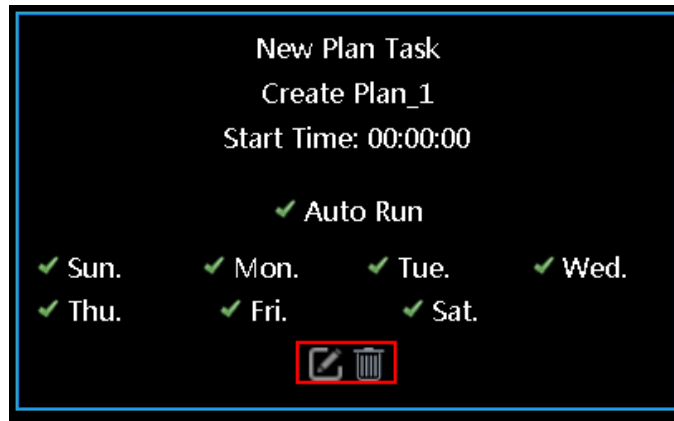 New Plan Task
Create Plan_1
Start Time: 00:00:00
Auto Run
Sun. Mon. Tue. Wed.
Thu. Fri. Sat.